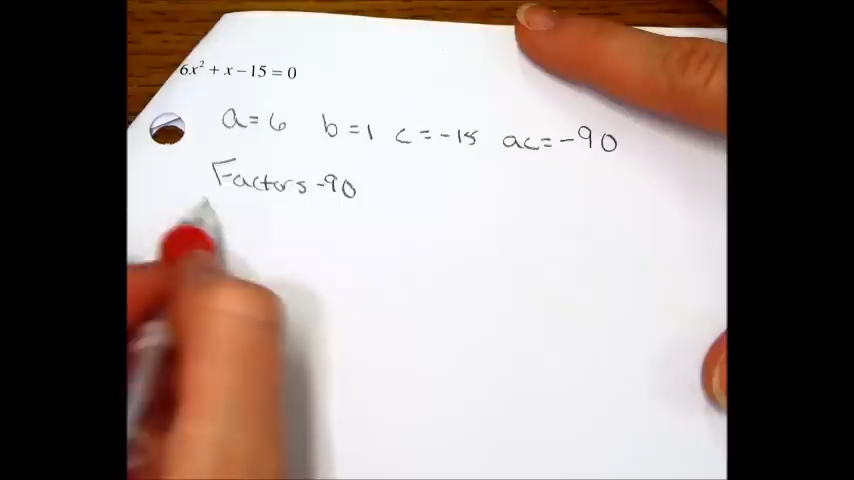 6x² + x − 15 = 0
a = 6 b = 1 c = -15 ac = -90
Factors -90